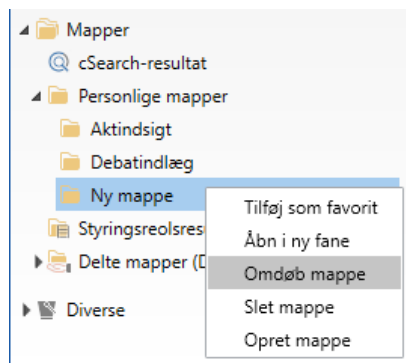 Mapper
cSearch-resultat
Personlige mapper
Aktindsigt
Debatindlæg
Ny mappe
Tilføj som favorit
Styringsreolsres
Åbn i ny fane
Delte mapper (D
Omdøb mappe
Slet mappe
Diverse
Opret mappe